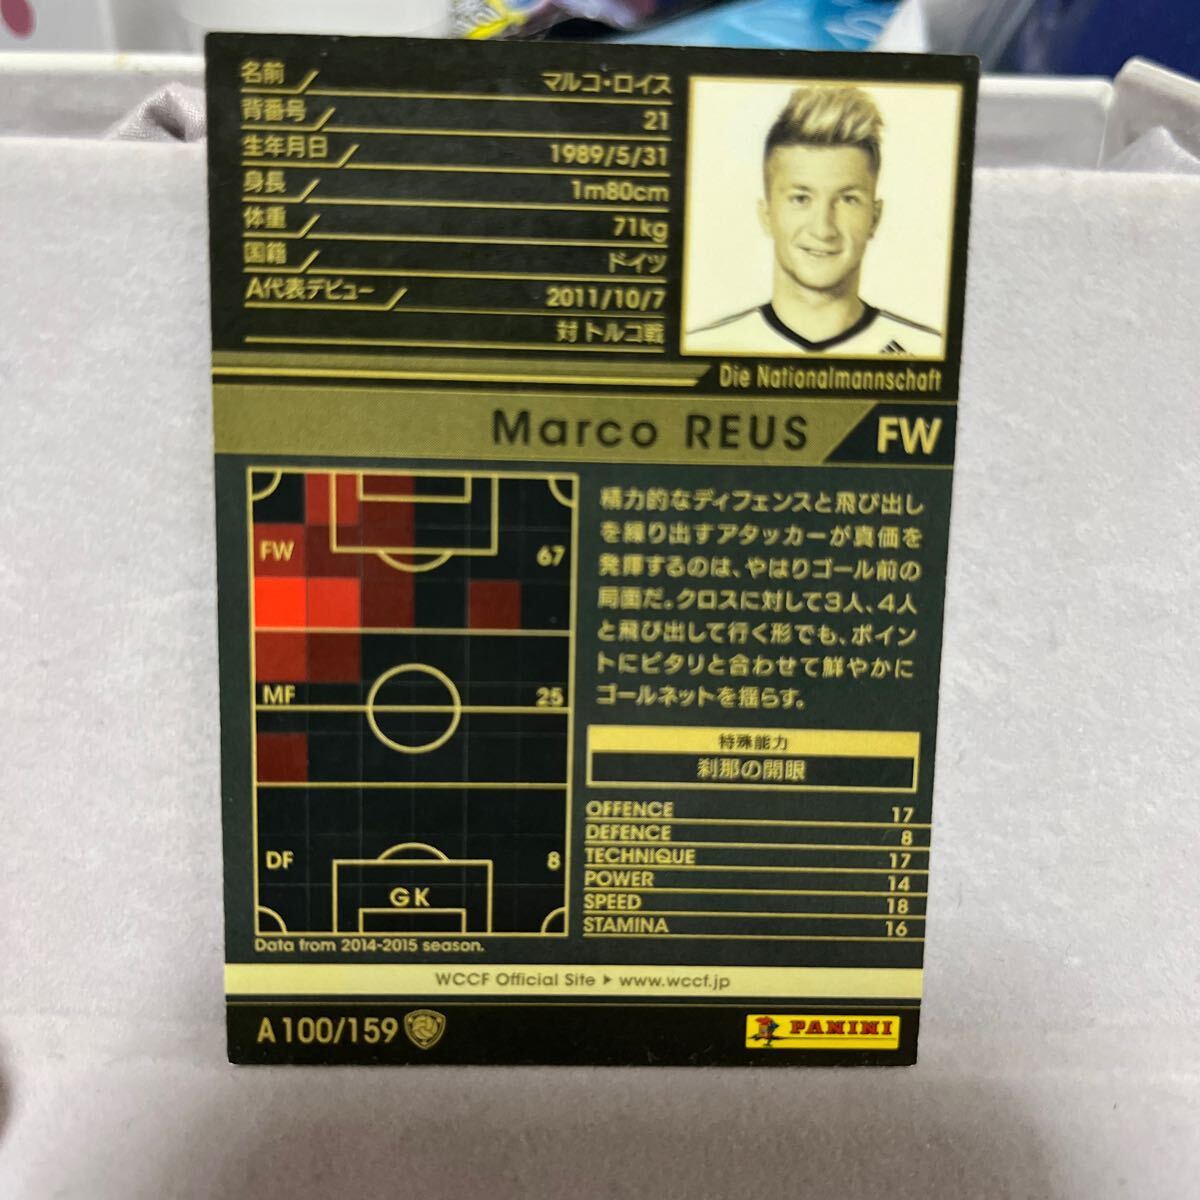 名前 マルコ・ロイス
背番号 21
生年月日 1989/5/31
身長 1m80cm
体重 71kg
国籍 ドイツ
A代表デビュー 2011/10/7
対 トルコ戦
Die Nationalmannschaft
Marco REUS FW
FW 67
MF 25
DF 8
GK
Data from 2014-2015 season.
精力的なディフェンスと飛び出し
を繰り出すアタッカーが真価を
発揮するのは、やはりゴール前の
局面だ。クロスに対して3人、4人
と飛び出して行く形でも、ポイン
トにピタリと合わせて鮮やかに
ゴールネットを揺らす。
特殊能力
刹那の開眼
OFFENCE 17
DEFENCE 8
TECHNIQUE 17
POWER 14
SPEED 18
STAMINA 16
WCCF Official Site ▶ www.wccf.jp
A100/159
PANINI